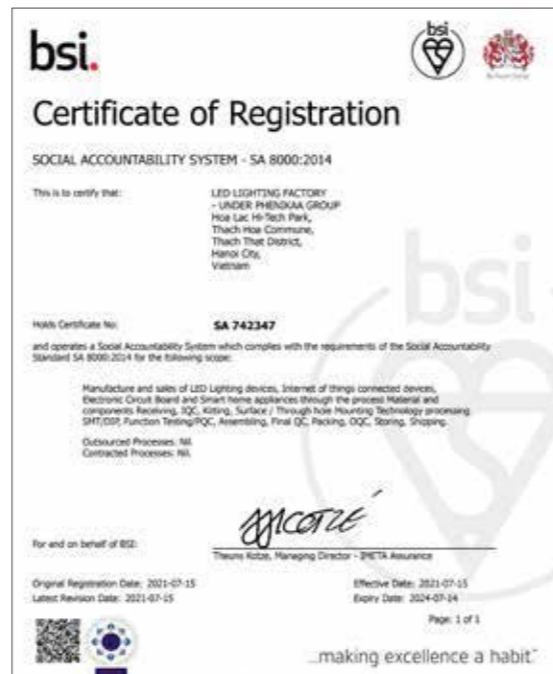 bsi.
bsi
Certificate of Registration
SOCIAL ACCOUNTABILITY SYSTEM - SA 8000:2014
This is to certify that:
LED LIGHTING FACTORY
- UNDER PHENIKAA GROUP
Hoa Lac Hi-Tech Park,
Thach Hoa Commune,
Thach That District,
Hanoi City,
Vietnam
bsi
Holds Certificate No:
SA 742347
and operates a Social Accountability System which complies with the requirements of the Social Accountability
Standard SA 8000:2014 for the following scope:
Manufacture and sales of LED Lighting devices, Internet of things connected devices,
Electronic Circuit Board and Smart home appliances through the process Material and
components Receiving, IQC, Kitting, Surface / Through hole Mounting Technology processing
SMT/DIP, Function Testing/PQC, Assembling, Final QC, Packing, OQC, Storing, Shipping.
Outsourced Processes: Nil.
Contracted Processes: Nil.
For and on behalf of BSI:
Theuns Kotze, Managing Director - IMETA Assurance
Original Registration Date: 2021-07-15
Effective Date: 2021-07-15
Latest Revision Date: 2021-07-15
Expiry Date: 2024-07-14
Page: 1 of 1
...making excellence a habit.™